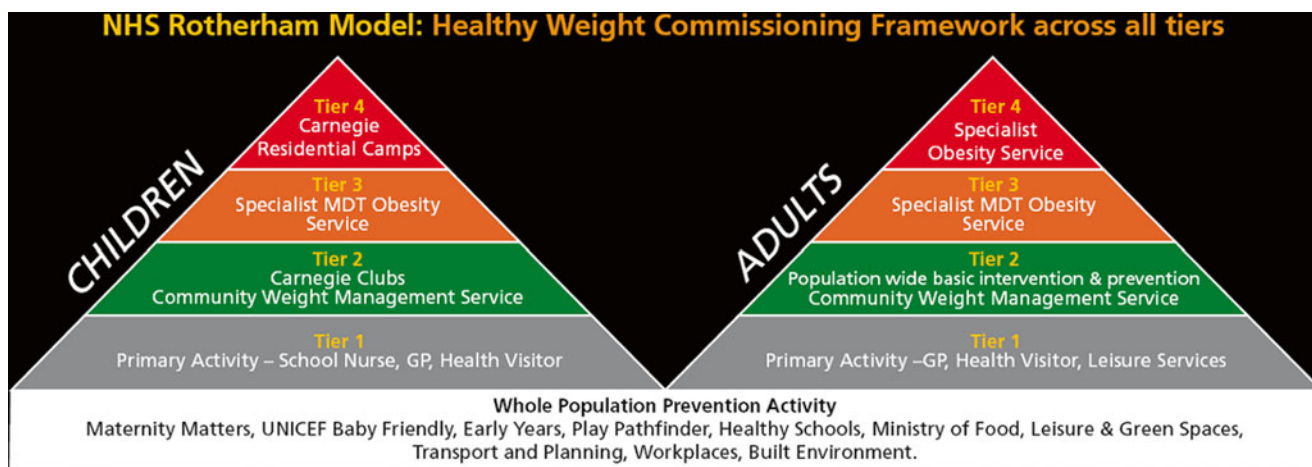 NHS Rotherham Model: Healthy Weight Commissioning Framework across all tiers
CHILDREN
Tier 4
Carnegie
Residential Camps
Tier 3
Specialist MDT Obesity
Service
Tier 2
Carnegie Clubs
Community Weight Management Service
Tier 1
Primary Activity – School Nurse, GP, Health Visitor
ADULTS
Tier 4
Specialist
Obesity Service
Tier 3
Specialist MDT Obesity
Service
Tier 2
Population wide basic intervention & prevention
Community Weight Management Service
Tier 1
Primary Activity –GP, Health Visitor, Leisure Services
Whole Population Prevention Activity
Maternity Matters, UNICEF Baby Friendly, Early Years, Play Pathfinder, Healthy Schools, Ministry of Food, Leisure & Green Spaces,
Transport and Planning, Workplaces, Built Environment.